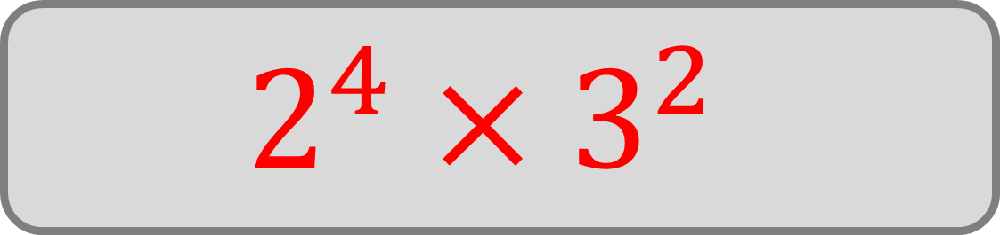 2⁴ × 3²